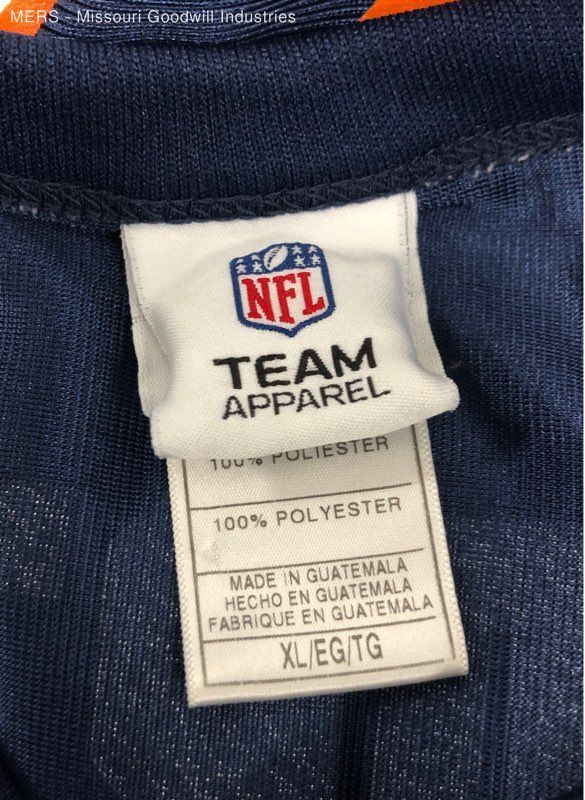 MERS - Missouri Goodwill Industries
NFL
TEAM
APPAREL
100% POLIESTER
100% POLYESTER
MADE IN GUATEMALA
HECHO EN GUATEMALA
FABRIQUE EN GUATEMALA
XL/EG/TG